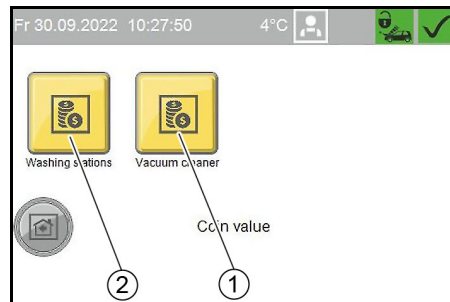 Fr 30.09.2022 10:27:50 4°C
Washing stations Vacuum cleaner
Coin value
2 1